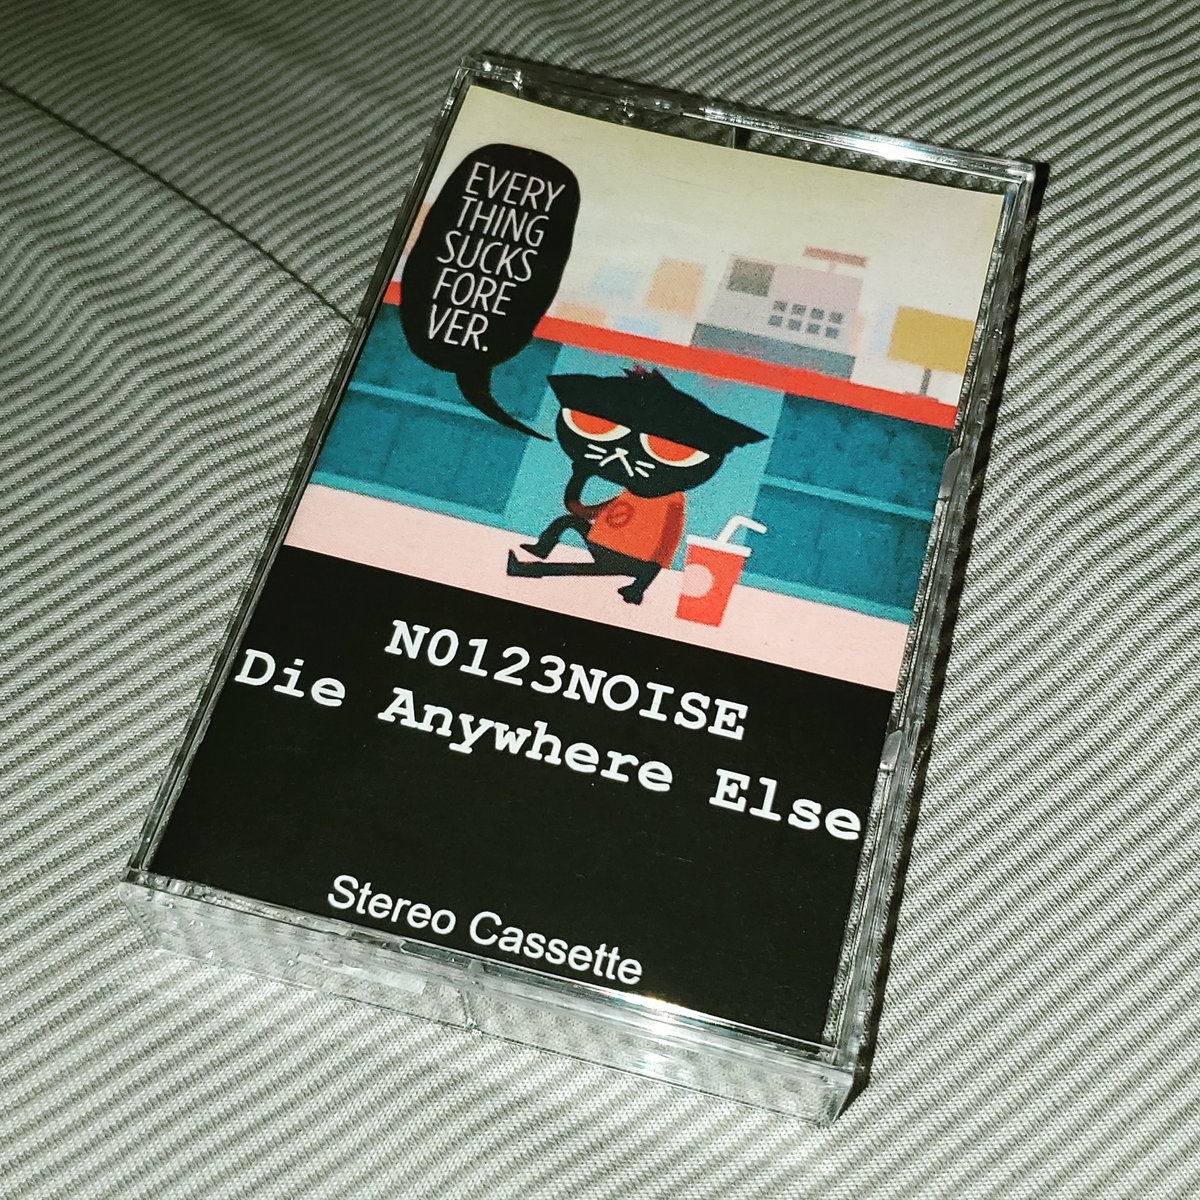 EVERY
THING
SUCKS
FORE
VER.
N0123NOISE
Die Anywhere Else
Stereo Cassette